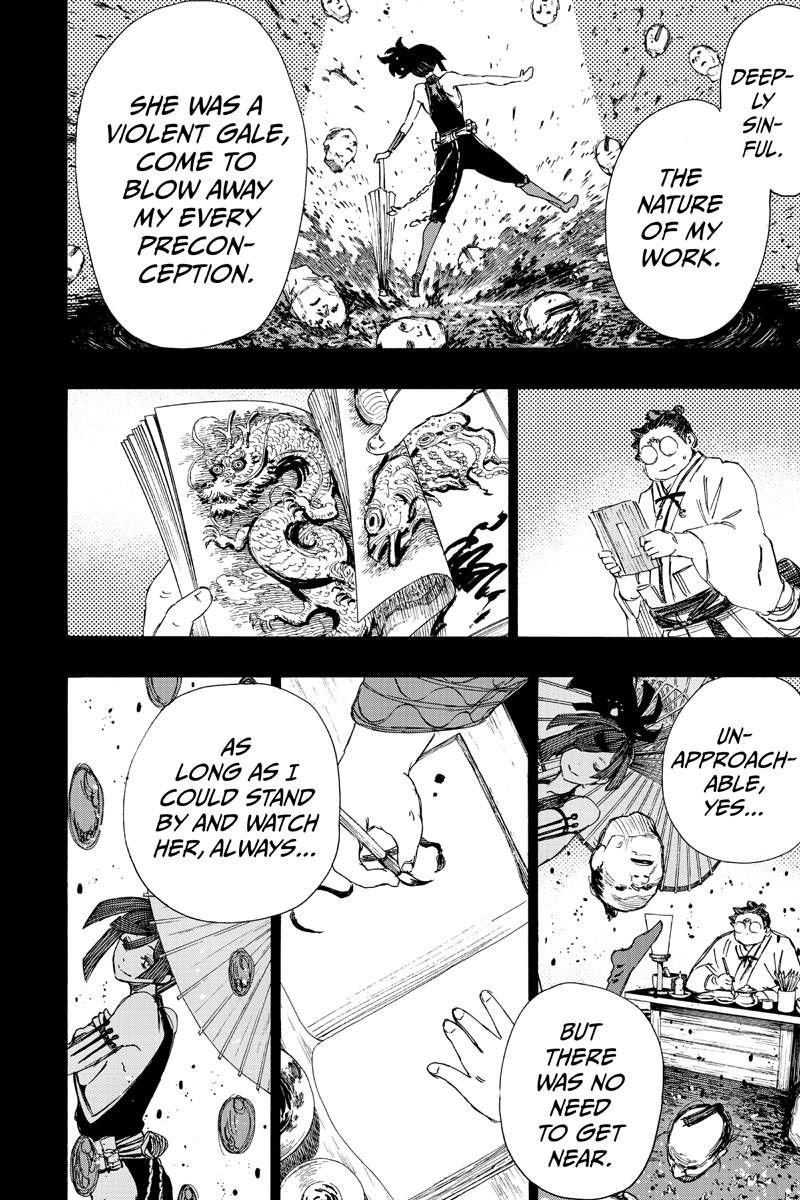 DEEP-
LY
SIN-
FUL.
THE
NATURE
OF MY
WORK.
SHE WAS A
VIOLENT GALE,
COME TO
BLOW AWAY
MY EVERY
PRECON-
CEPTION.
UN-
APPROACH-
ABLE,
YES...
BUT
THERE
WAS NO
NEED
TO GET
NEAR.
AS
LONG AS I
COULD STAND
BY AND WATCH
HER, ALWAYS...